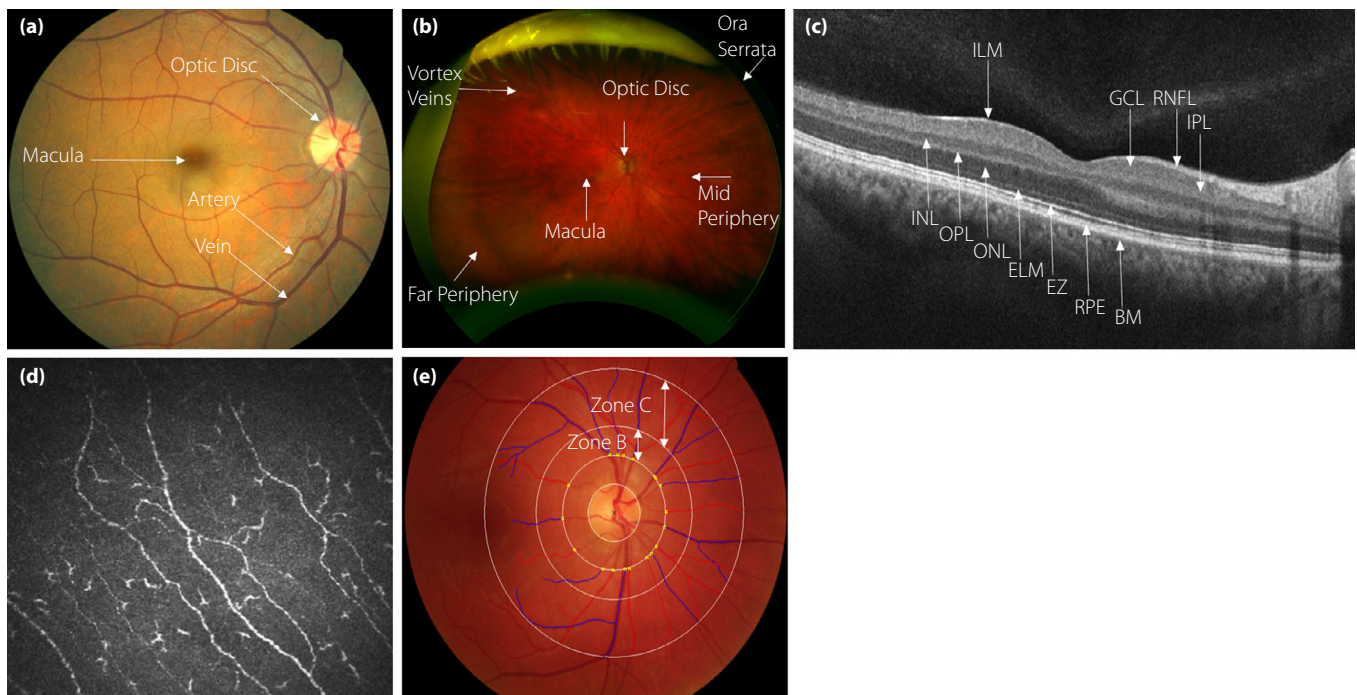 (a)
Optic Disc
Macula
Artery
Vein
(b)
Ora
Serrata
Vortex
Veins
Optic Disc
Mid
Periphery
Macula
Far Periphery
(c)
ILM
GCL
RNFL
IPL
INL
OPL
ONL
ELM
EZ
RPE
BM
(d)
(e)
Zone C
Zone B